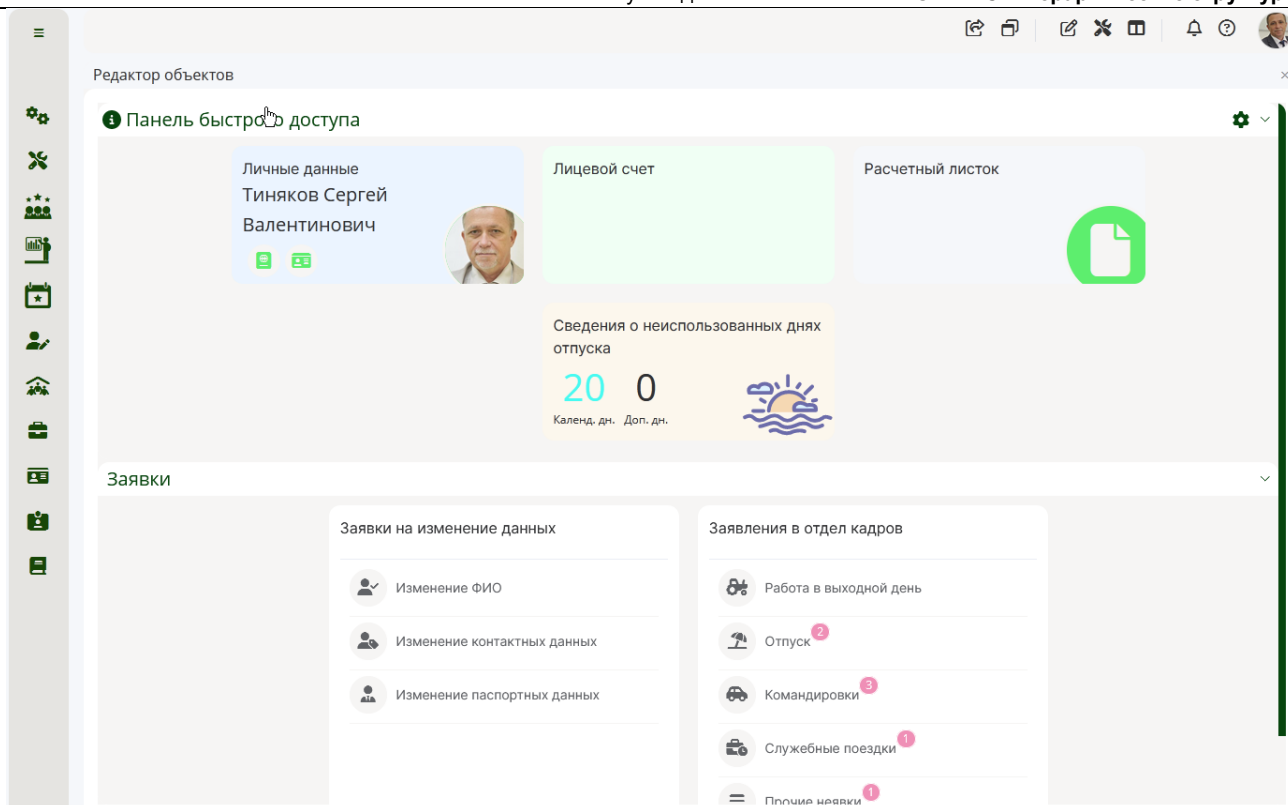 Редактор объектов
Панель быстрого доступа
Личные данные
Тиняков Сергей
Валентинович
Лицевой счет
Расчетный листок
Сведения о неиспользованных днях
отпуска
20 0
Календ. дн. Доп. дн.
Заявки
Заявки на изменение данных
Изменение ФИО
Изменение контактных данных
Изменение паспортных данных
Заявления в отдел кадров
Работа в выходной день
Отпуск 2
Командировки 3
Служебные поездки 1
Прочие неявки 1